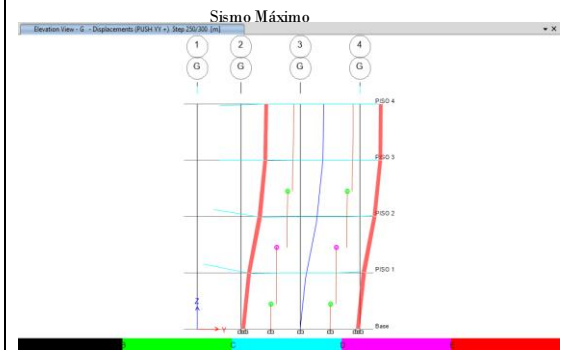 Sismo Máximo
Elevation View - G - Displacements (PUSH YY +) Step 250/300 [m]
1 2 3 4
G G G G
PISO 4
PISO 3
PISO 2
PISO 1
Z
Y
Base
A C D E